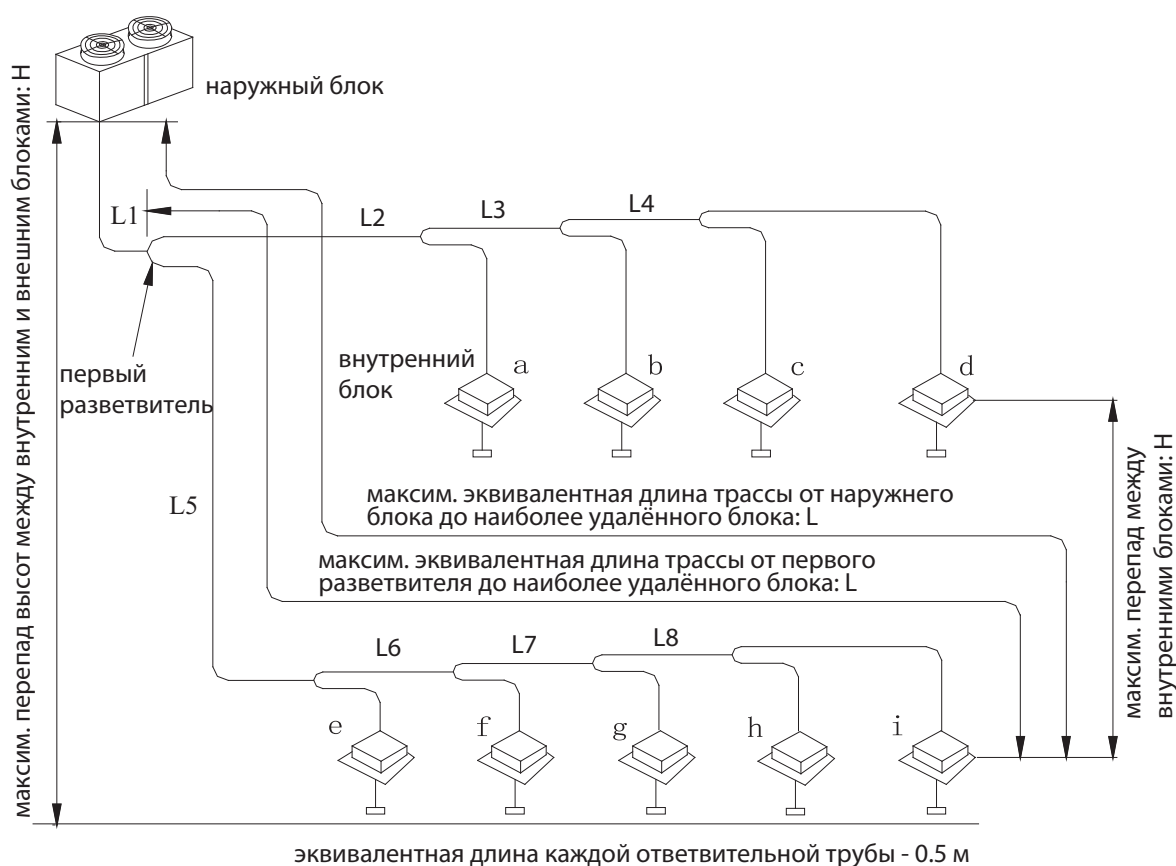 наружный блок
максим. перепад высот между внутренним и внешним блоками: H
L1
L2
L3
L4
первый
разветвитель
внутренний
блок
a
b
c
d
L5
максим. эквивалентная длина трассы от наружнего
блока до наиболее удалённого блока: L
максим. эквивалентная длина трассы от первого
разветвителя до наиболее удалённого блока: L
максим. перепад между
внутренними блоками: H
L6
L7
L8
e
f
g
h
i
эквивалентная длина каждой ответвительной трубы - 0.5 м